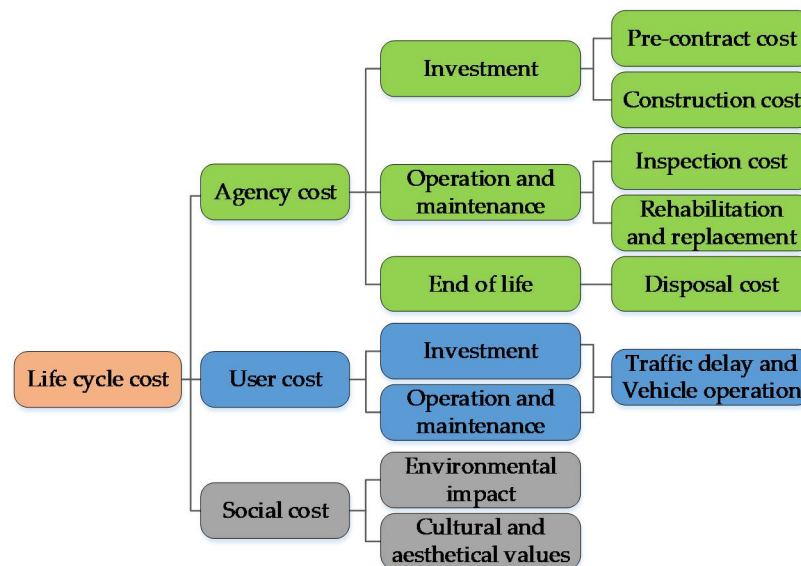 Pre-contract cost
Investment
Construction cost
Inspection cost
Agency cost
Operation and
maintenance
Rehabilitation
and replacement
End of life
Disposal cost
Life cycle cost
User cost
Investment
Operation and
maintenance
Traffic delay and
Vehicle operation
Social cost
Environmental
impact
Cultural and
aesthetical values